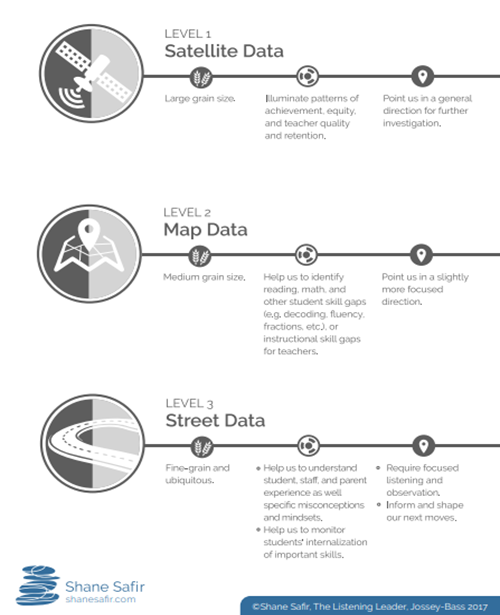 LEVEL 1
Satellite Data
Large grain size.
Illuminate patterns of
achievement, equity,
and teacher quality
and retention.
Point us in a general
direction for further
investigation.
LEVEL 2
Map Data
Medium grain size.
Help us to identify
reading, math, and
other student skill gaps
(e.g. decoding, fluency,
fractions, etc.), or
instructional skill gaps
for teachers.
Point us in a slightly
more focused
direction.
LEVEL 3
Street Data
Fine-grain and
ubiquitous.
• Help us to understand
student, staff, and parent
experience as well
specific misconceptions
and mindsets.
• Help us to monitor
students' internalization
of important skills.
• Require focused
listening and
observation.
• Inform and shape
our next moves.
Shane Safir
shanesafir.com
©Shane Safir, The Listening Leader, Jossey-Bass 2017